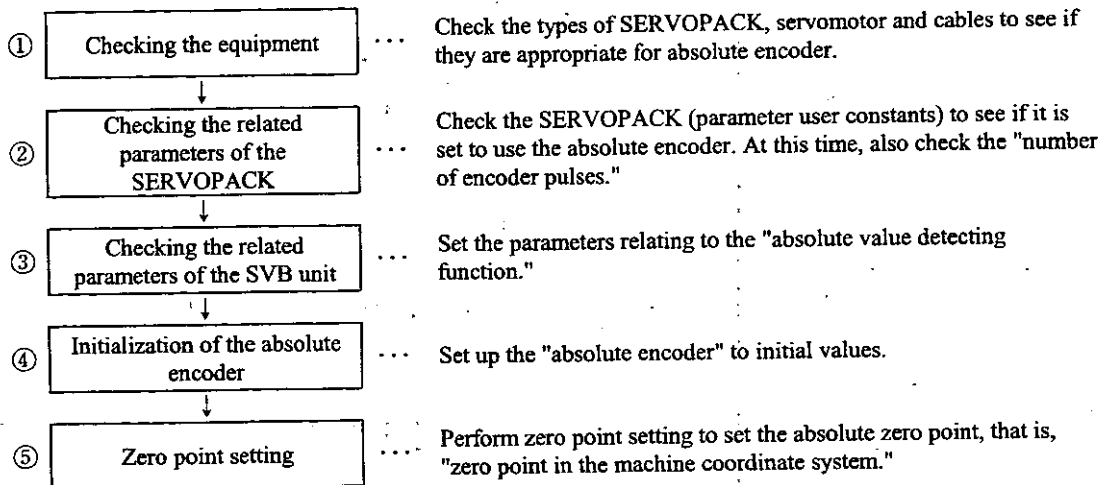 ① Checking the equipment ... Check the types of SERVOPACK, servomotor and cables to see if
they are appropriate for absolute encoder.
② Checking the related
parameters of the
SERVOPACK
... Check the SERVOPACK (parameter user constants) to see if it is
set to use the absolute encoder. At this time, also check the "number
of encoder pulses."
③ Checking the related
parameters of the SVB unit
... Set the parameters relating to the "absolute value detecting
function."
④ Initialization of the absolute
encoder
... Set up the "absolute encoder" to initial values.
⑤ Zero point setting
... Perform zero point setting to set the absolute zero point, that is,
"zero point in the machine coordinate system."